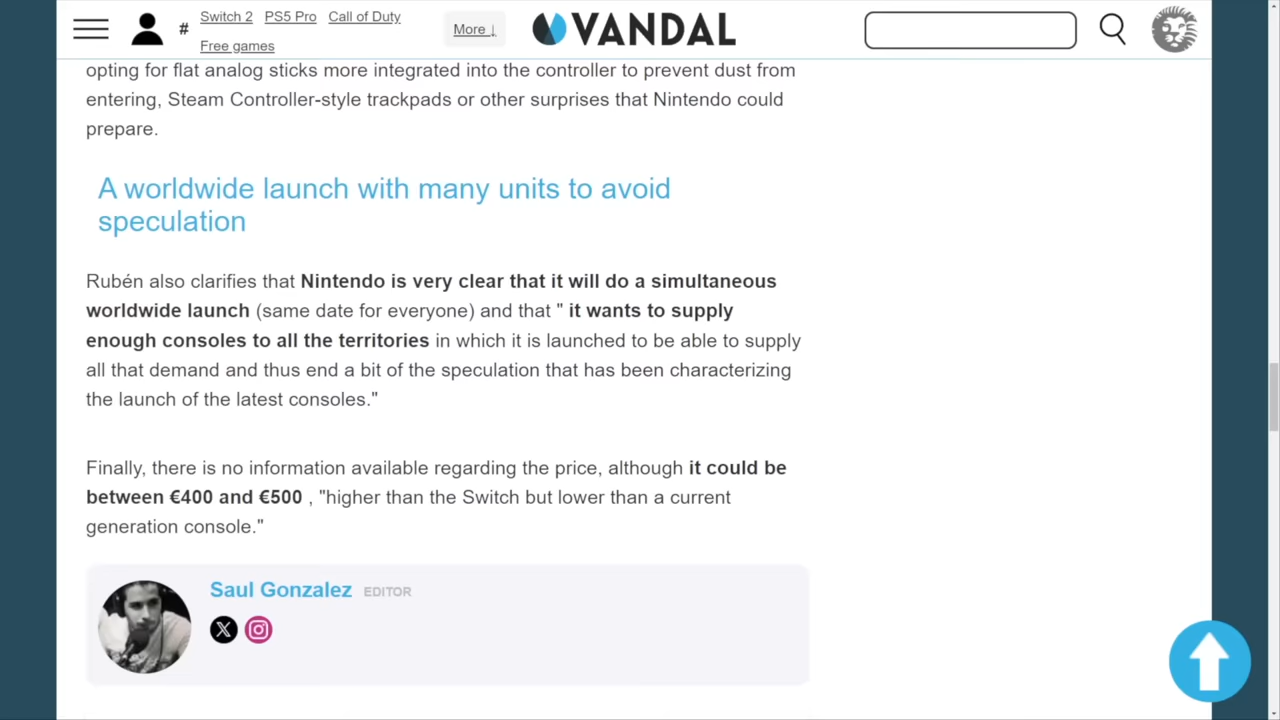 Switch 2 PS5 Pro Call of Duty
#
Free games
More ↓
VANDAL
opting for flat analog sticks more integrated into the controller to prevent dust from
entering, Steam Controller-style trackpads or other surprises that Nintendo could
prepare.
A worldwide launch with many units to avoid
speculation
Rubén also clarifies that Nintendo is very clear that it will do a simultaneous
worldwide launch (same date for everyone) and that " it wants to supply
enough consoles to all the territories in which it is launched to be able to supply
all that demand and thus end a bit of the speculation that has been characterizing
the launch of the latest consoles."
Finally, there is no information available regarding the price, although it could be
between €400 and €500 , "higher than the Switch but lower than a current
generation console."
Saul Gonzalez EDITOR